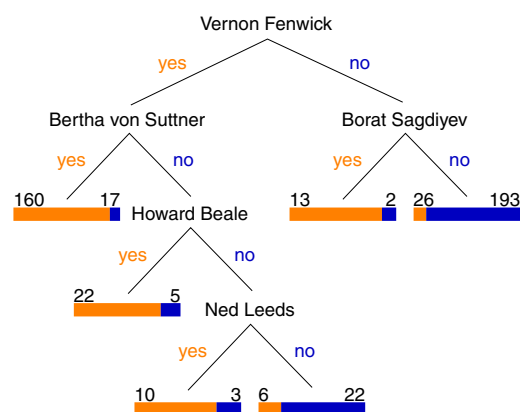 Vernon Fenwick
yes no
Bertha von Suttner Borat Sagdiyev
yes no yes no
160 17 13 2 26 193
Howard Beale
yes no
22 5
Ned Leeds
yes no
10 3 6 22